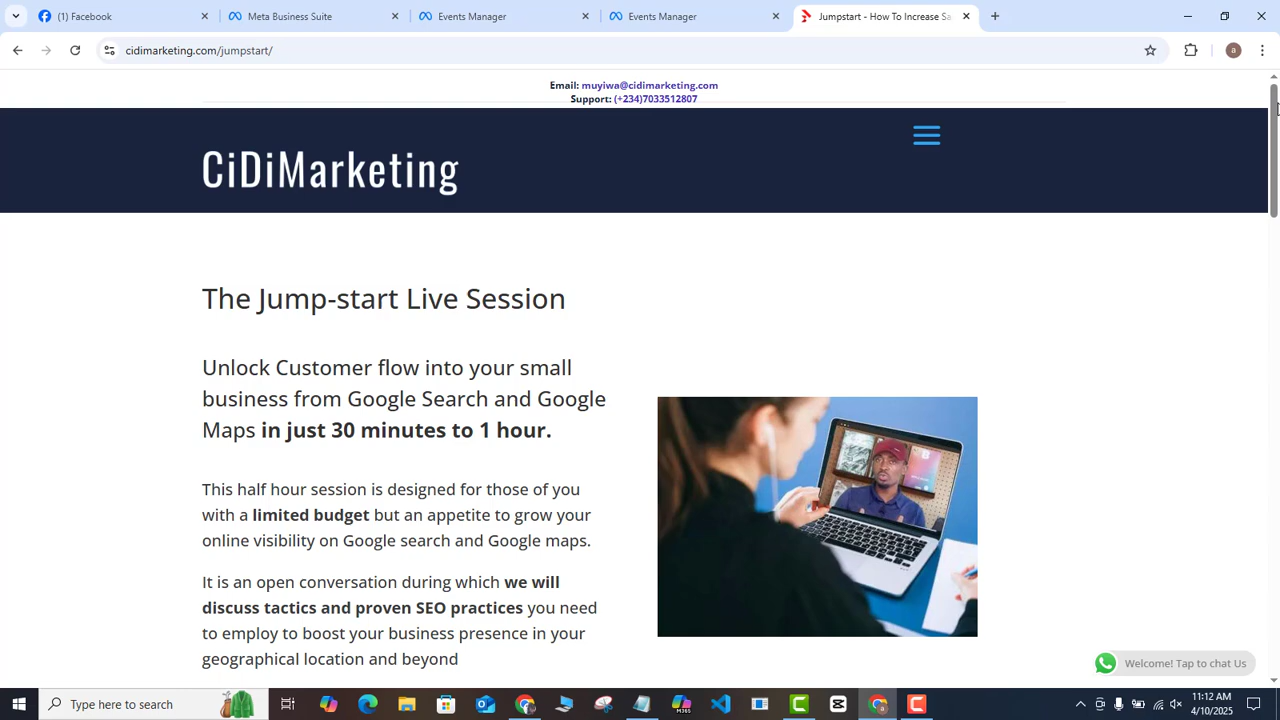 (1) Facebook
Meta Business Suite
Events Manager
Events Manager
Jumpstart - How To Increase Sa
cidimarketing.com/jumpstart/
a
Email: muyiwa@cidimarketing.com
Support: (+234)7033512807
CiDiMarketing
The Jump-start Live Session
Unlock Customer flow into your small
business from Google Search and Google
Maps in just 30 minutes to 1 hour.
This half hour session is designed for those of you
with a limited budget but an appetite to grow your
online visibility on Google search and Google maps.
It is an open conversation during which we will
discuss tactics and proven SEO practices you need
to employ to boost your business presence in your
geographical location and beyond
Welcome! Tap to chat Us
Type here to search
11:12 AM
4/10/2025